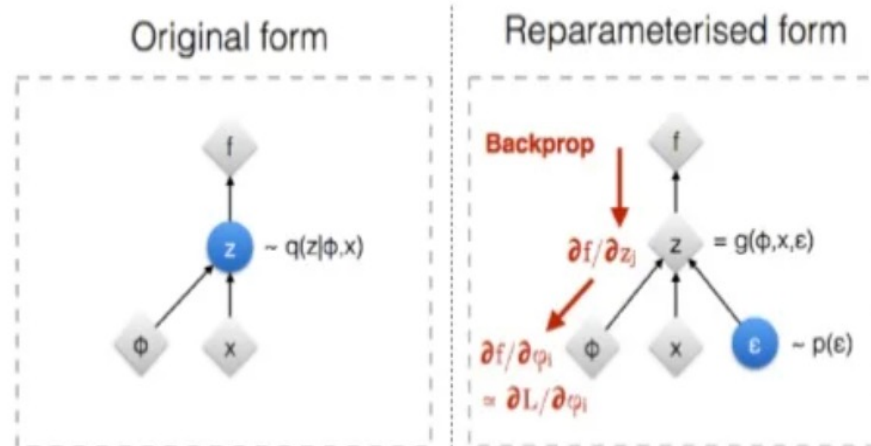 Original form
f
z ~ q(z|ϕ,x)
ϕ x
Reparameterised form
Backprop f
∂f/∂zⱼ z = g(ϕ,x,ε)
∂f/∂φᵢ ϕ x ε ~ p(ε)
≃ ∂L/∂φᵢ